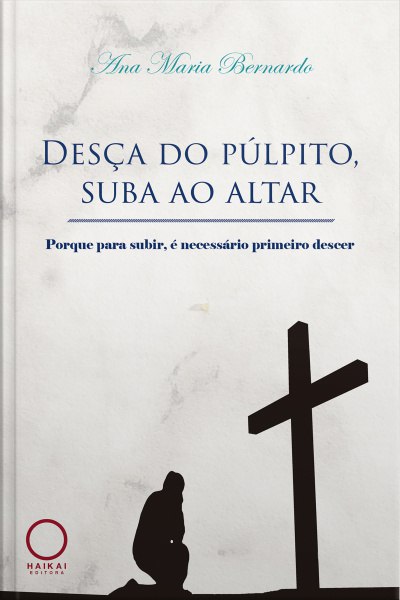 Ana Maria Bernardo
DESÇA DO PÚLPITO,
SUBA AO ALTAR
Porque para subir, é necessário primeiro descer
HAIKAI
EDITORA